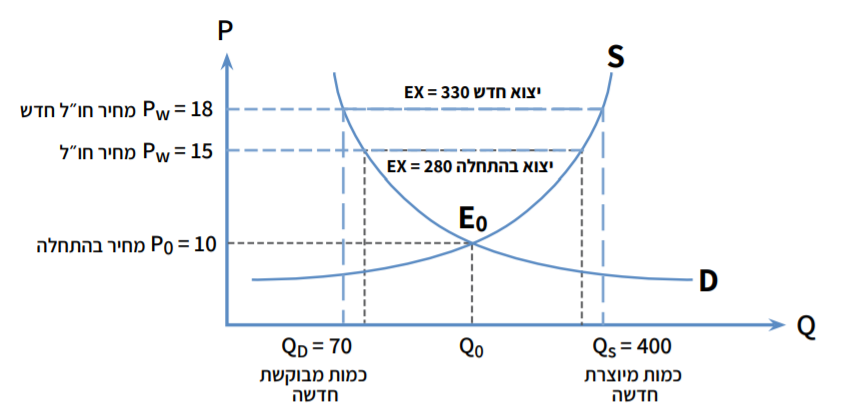 P
S
יצוא חדש EX = 330
מחיר חו״ל חדש PW = 18
מחיר חו״ל PW = 15
יצוא בהתחלה EX = 280
E0
מחיר בהתחלה P0 = 10
D
Q
QD = 70
Q0
QS = 400
כמות מבוקשת
חדשה
כמות מיוצרת
חדשה